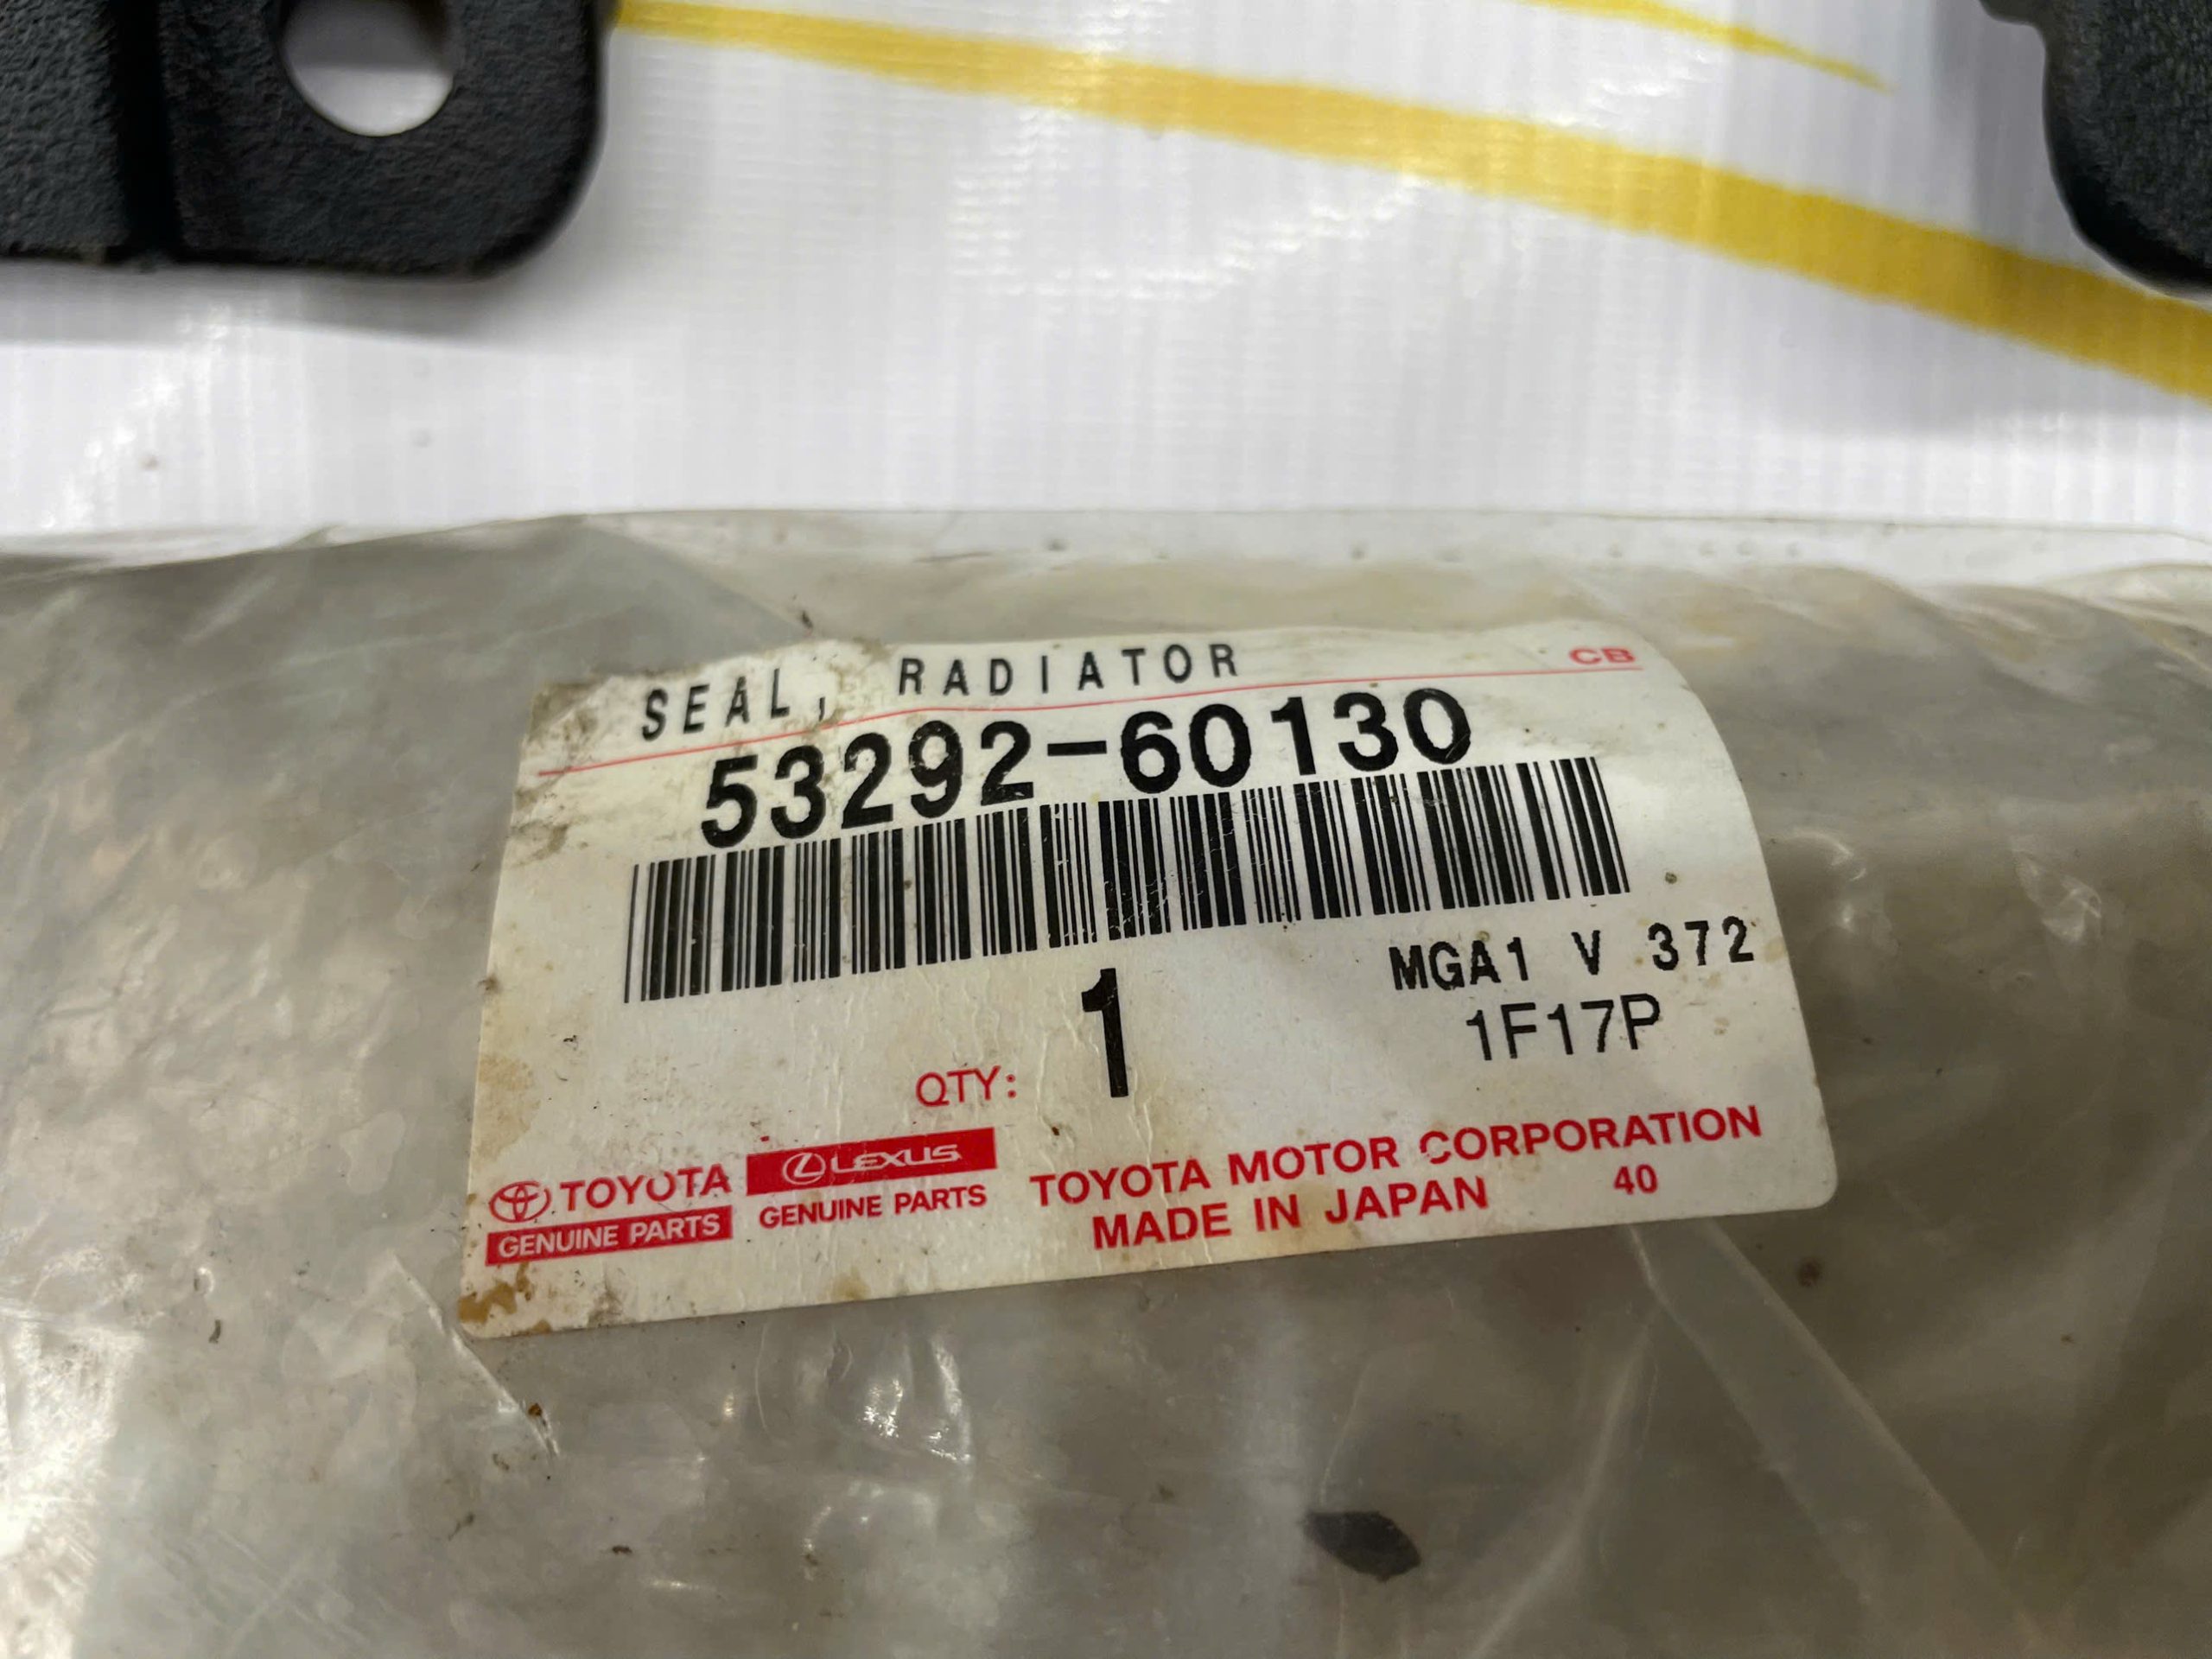 SEAL, RADIATOR CB
53292-60130
MGA1 V 372
1F17P
QTY: 1
TOYOTA
GENUINE PARTS
LEXUS
GENUINE PARTS
TOYOTA MOTOR CORPORATION
MADE IN JAPAN 40